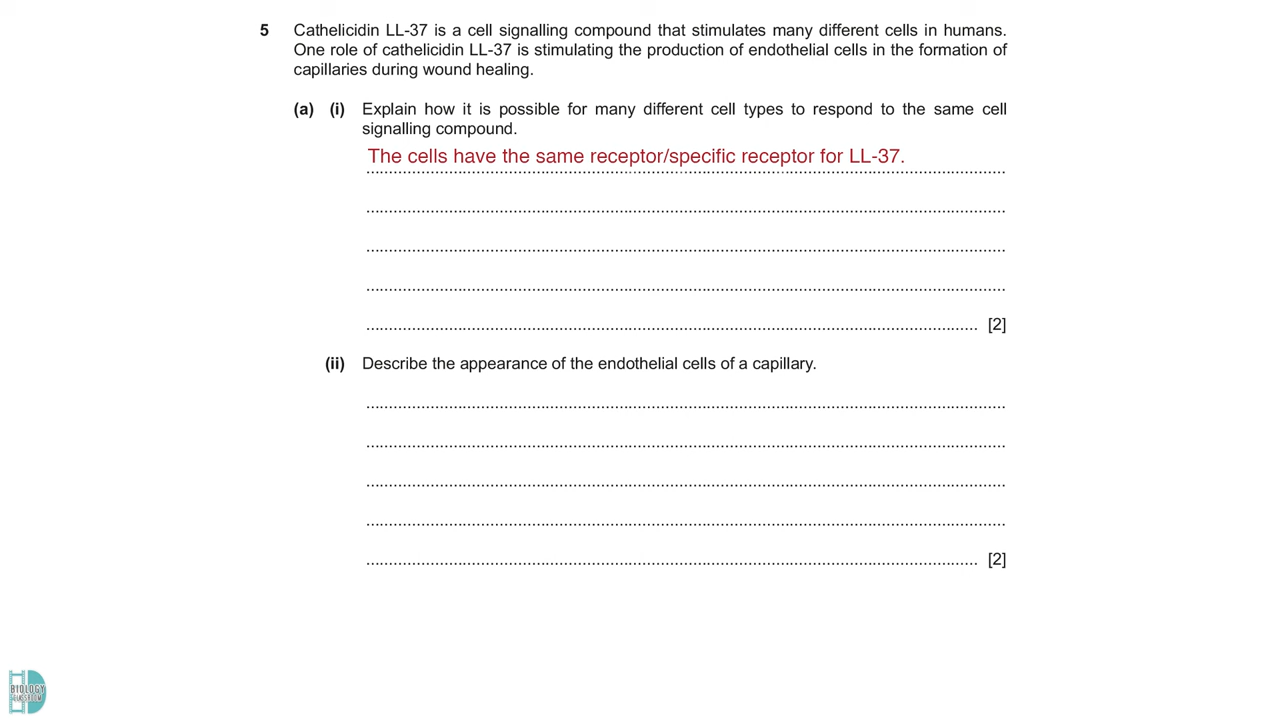 5 Cathelicidin LL-37 is a cell signalling compound that stimulates many different cells in humans.
One role of cathelicidin LL-37 is stimulating the production of endothelial cells in the formation of
capillaries during wound healing.
(a) (i) Explain how it is possible for many different cell types to respond to the same cell
signalling compound.
The cells have the same receptor/specific receptor for LL-37.
[2]
(ii) Describe the appearance of the endothelial cells of a capillary.
[2]
BIOLOGY
CLASSROOM